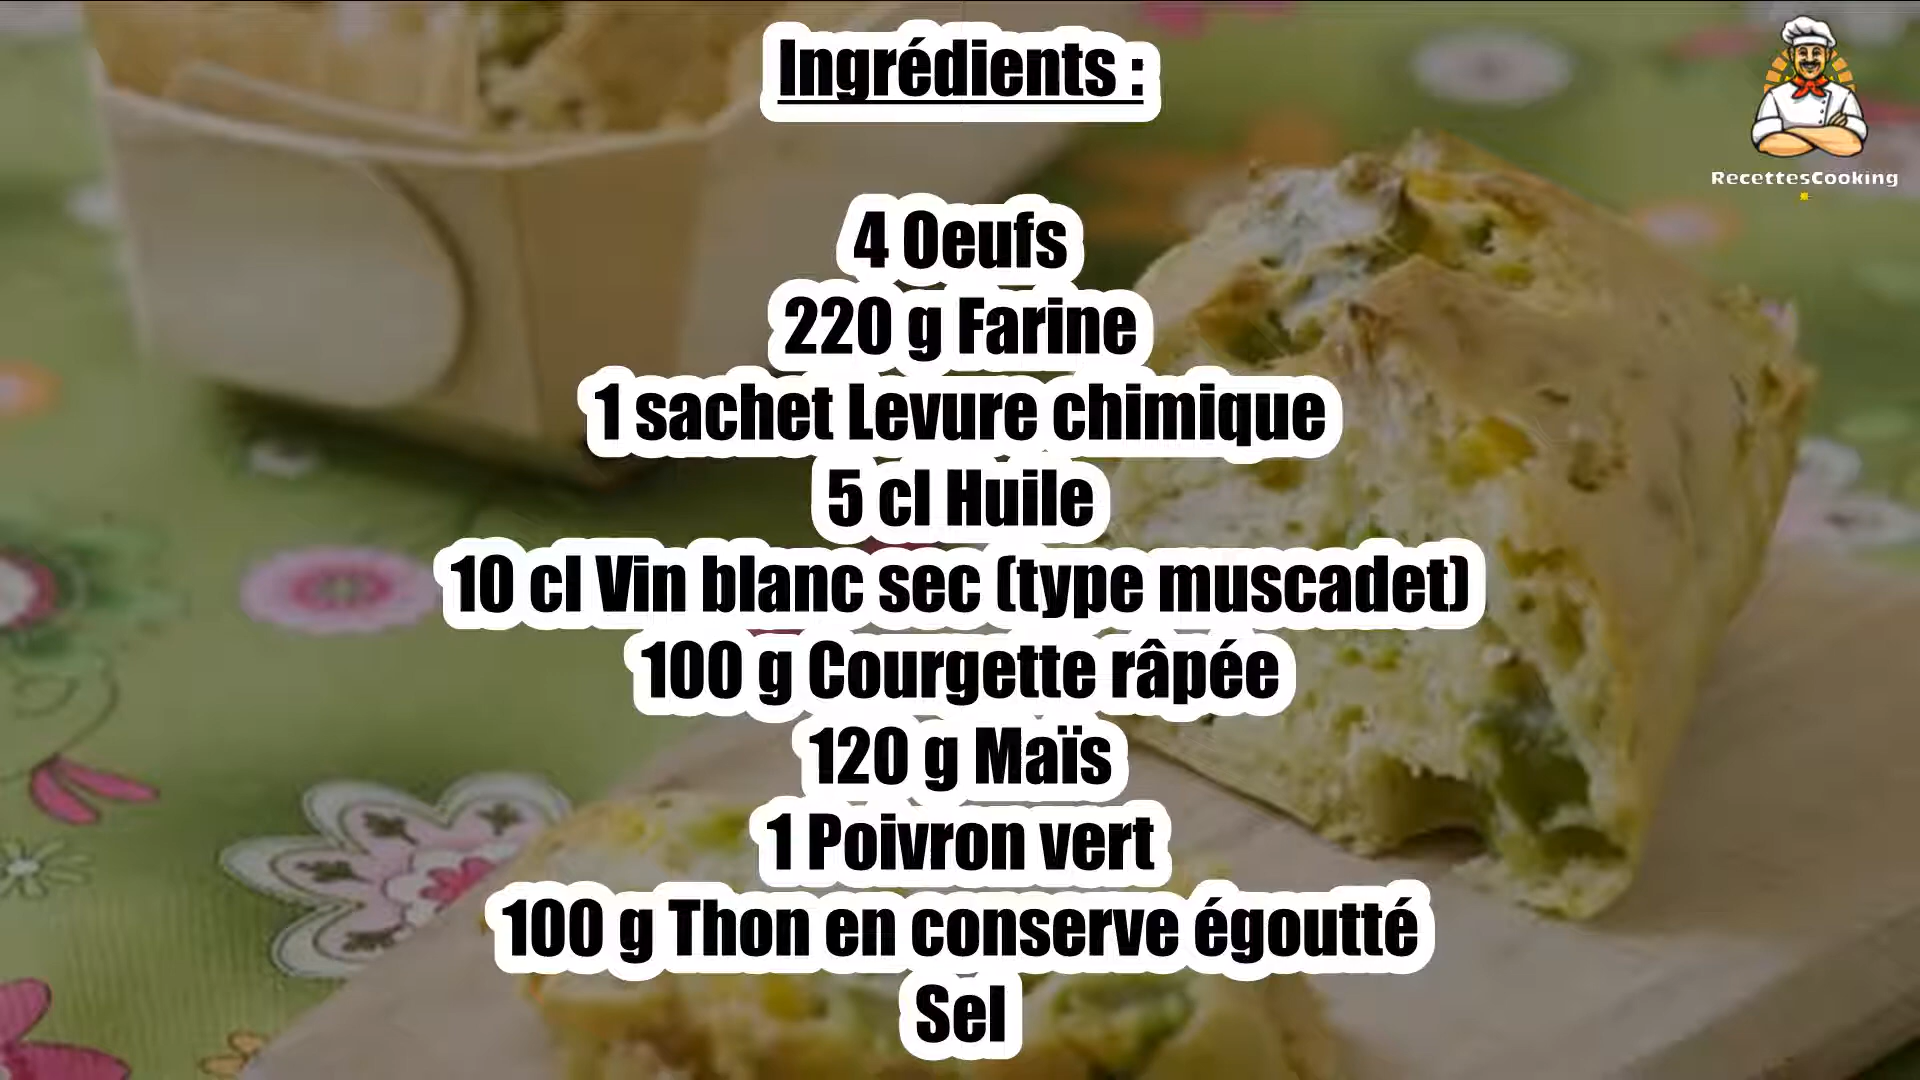 Ingrédients :
RecettesCooking
4 Oeufs
220 g Farine
1 sachet Levure chimique
5 cl Huile
10 cl Vin blanc sec (type muscadet)
100 g Courgette râpée
120 g Maïs
1 Poivron vert
100 g Thon en conserve égoutté
Sel